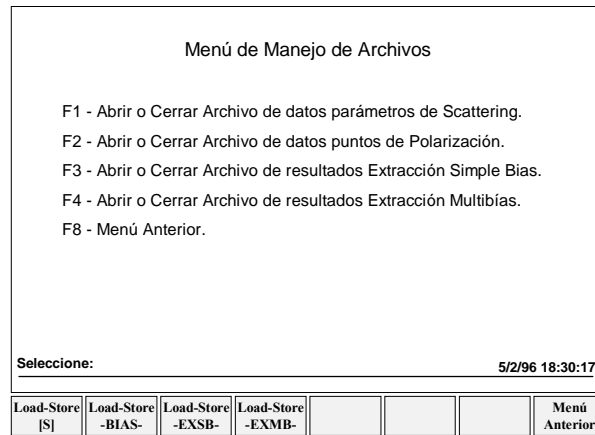 Menú de Manejo de Archivos
F1 - Abrir o Cerrar Archivo de datos parámetros de Scattering.
F2 - Abrir o Cerrar Archivo de datos puntos de Polarización.
F3 - Abrir o Cerrar Archivo de resultados Extracción Simple Bias.
F4 - Abrir o Cerrar Archivo de resultados Extracción Multibías.
F8 - Menú Anterior.
Seleccione: 5/2/96 18:30:17
Load-Store Load-Store Load-Store Load-Store Menú
[S] -BIAS- -EXSB- -EXMB- Anterior